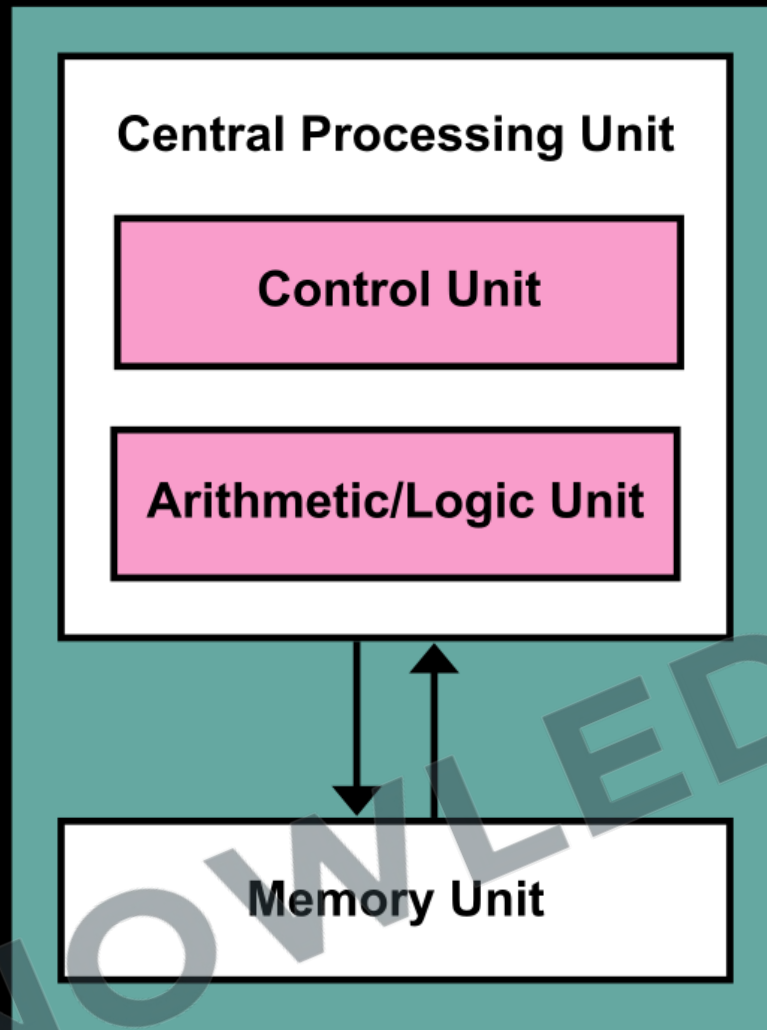 Central Processing Unit
Control Unit
Arithmetic/Logic Unit
Memory Unit